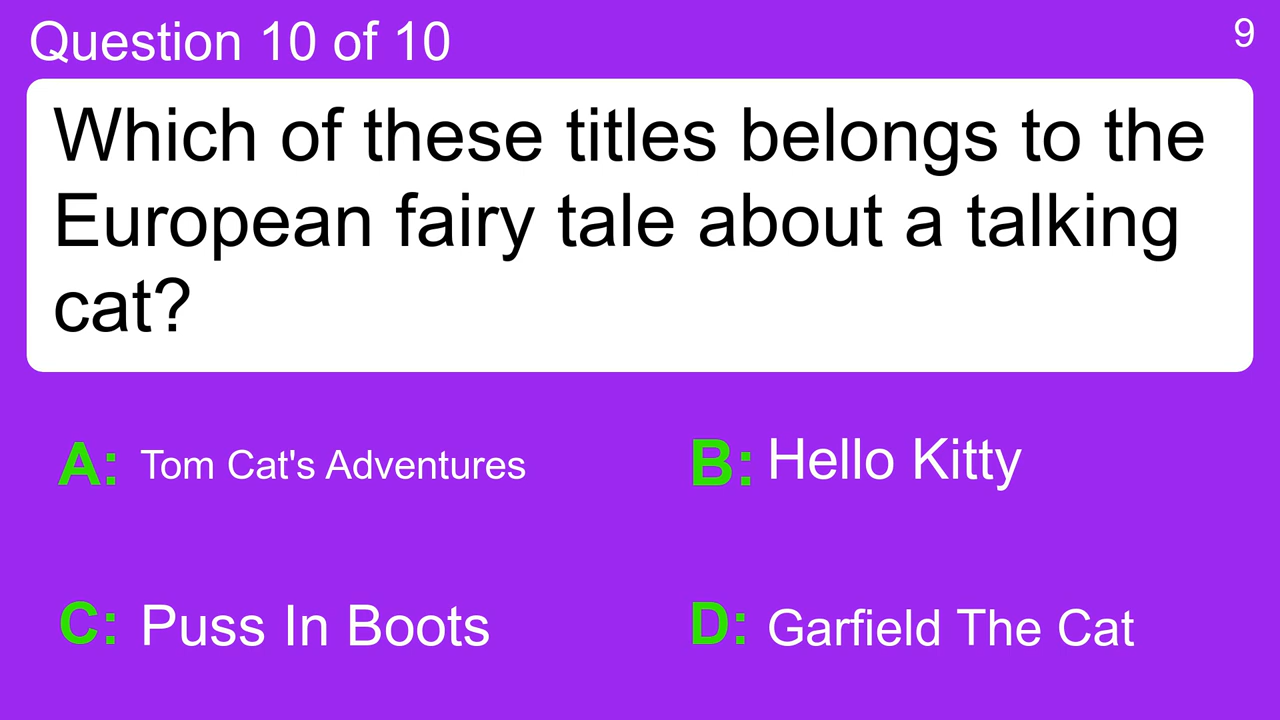 Question 10 of 10
9
Which of these titles belongs to the
European fairy tale about a talking
cat?
A: Tom Cat's Adventures
B: Hello Kitty
C: Puss In Boots
D: Garfield The Cat